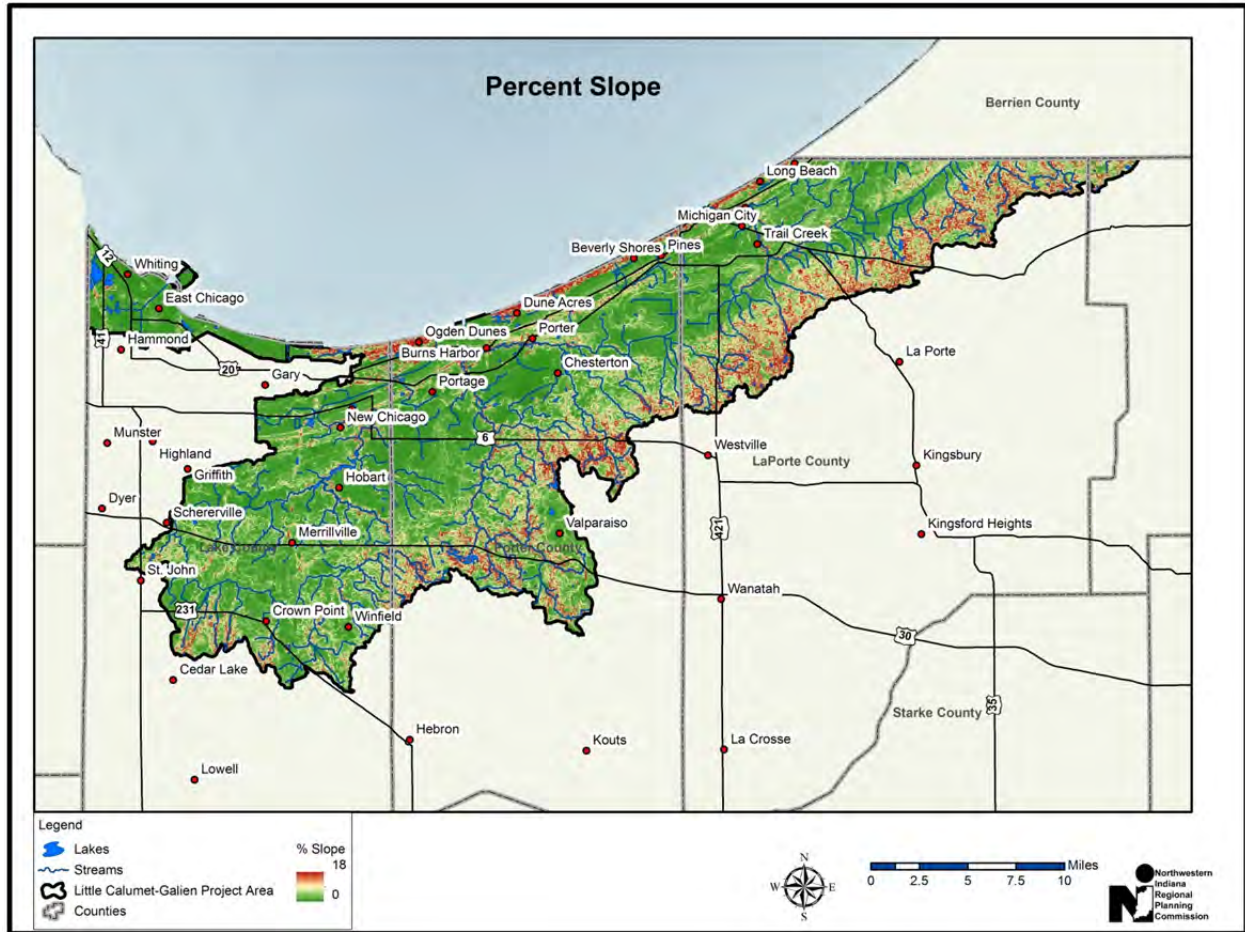 Percent Slope
Berrien County
Long Beach
Michigan City
Trail Creek
Beverly Shores
Pines
12
Whiting
East Chicago
Dune Acres
Ogden Dunes
Porter
41
Hammond
Burns Harbor
20
La Porte
Gary
Chesterton
Portage
New Chicago
6
Munster
Highland
Westville
LaPorte County
Kingsbury
Griffith
Hobart
Dyer
Schererville
421
Valparaiso
Kingsford Heights
Merrillville
Lake County
Porter County
St. John
Wanatah
231
Crown Point
Winfield
30
Cedar Lake
Starke County
35
Hebron
Kouts
La Crosse
Lowell
Legend
Lakes
Streams
Little Calumet-Galien Project Area
Counties
% Slope
18
0
N
W
E
S
Miles
0 2.5 5 7.5 10
Northwestern
Indiana
Regional
Planning
Commission